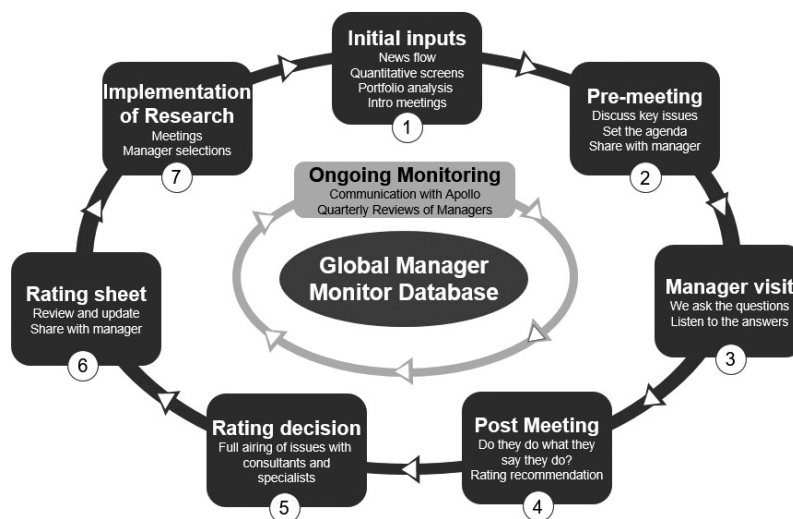 Initial inputs
News flow
Quantitative screens
Portfolio analysis
Intro meetings
1
Pre-meeting
Discuss key issues
Set the agenda
Share with manager
2
Manager visit
We ask the questions
Listen to the answers
3
Post Meeting
Do they do what they
say they do?
Rating recommendation
4
Rating decision
Full airing of issues with
consultants and
specialists
5
Rating sheet
Review and update
Share with manager
6
Implementation
of Research
Meetings
Manager selections
7
Ongoing Monitoring
Communication with Apollo
Quarterly Reviews of Managers
Global Manager
Monitor Database